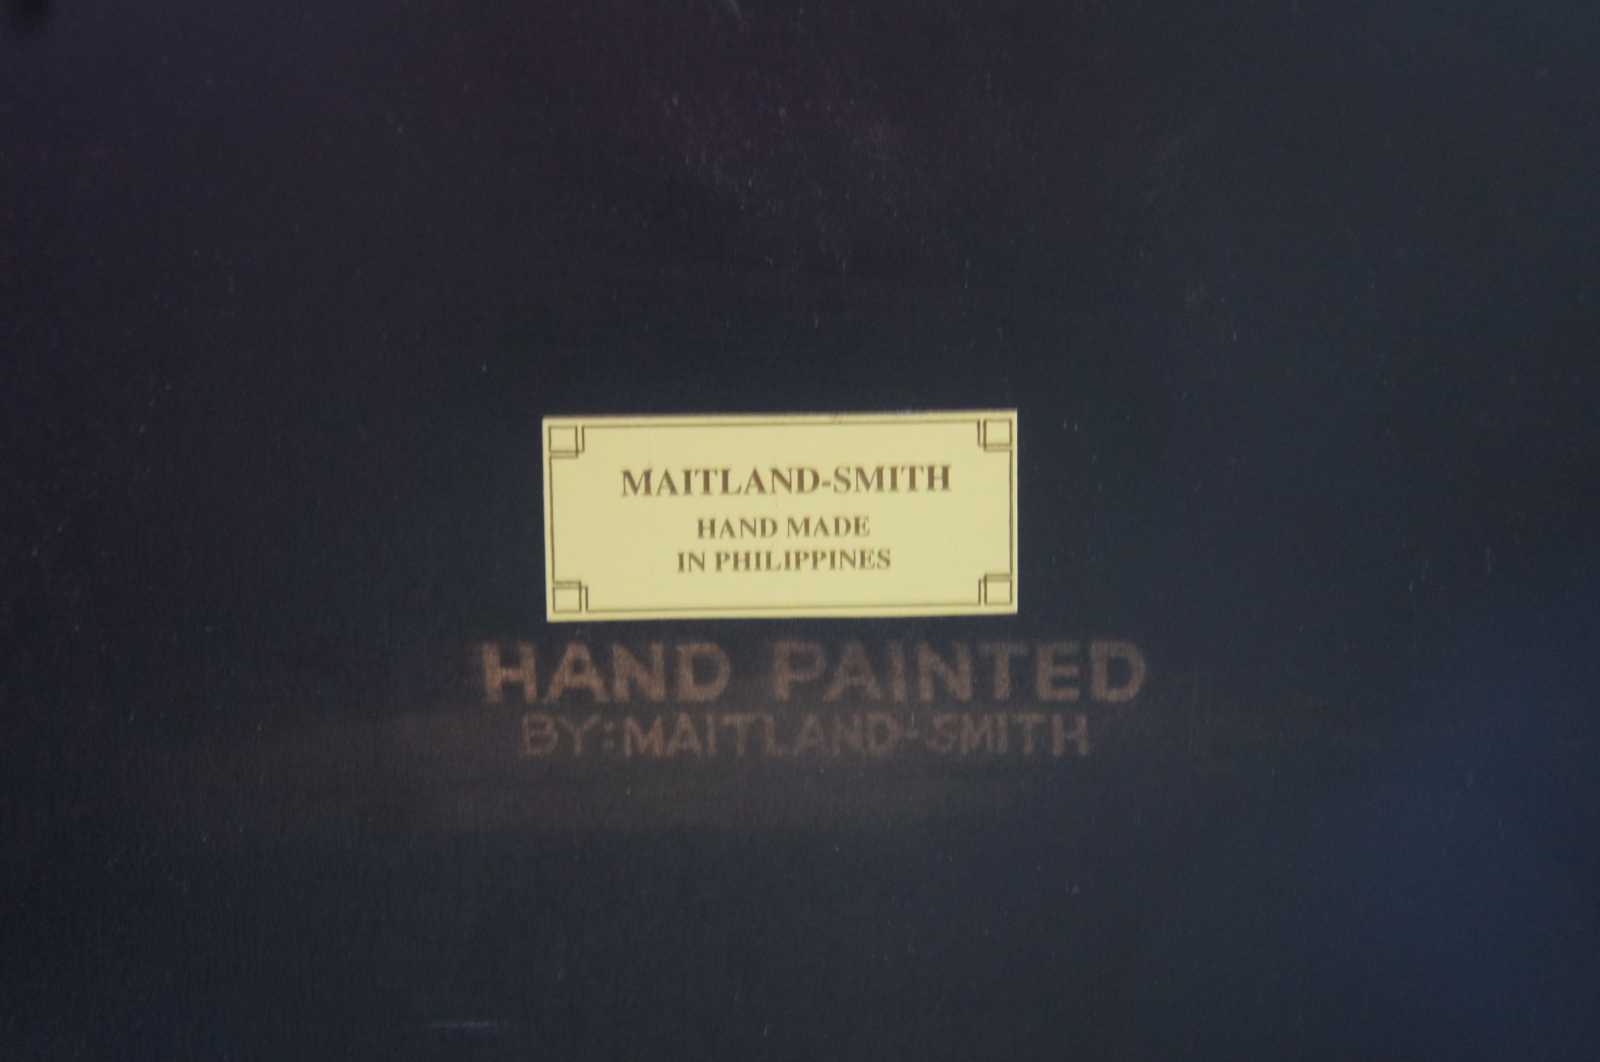 MAITLAND-SMITH
HAND MADE
IN PHILIPPINES
HAND PAINTED
BY:MAITLAND-SMITH